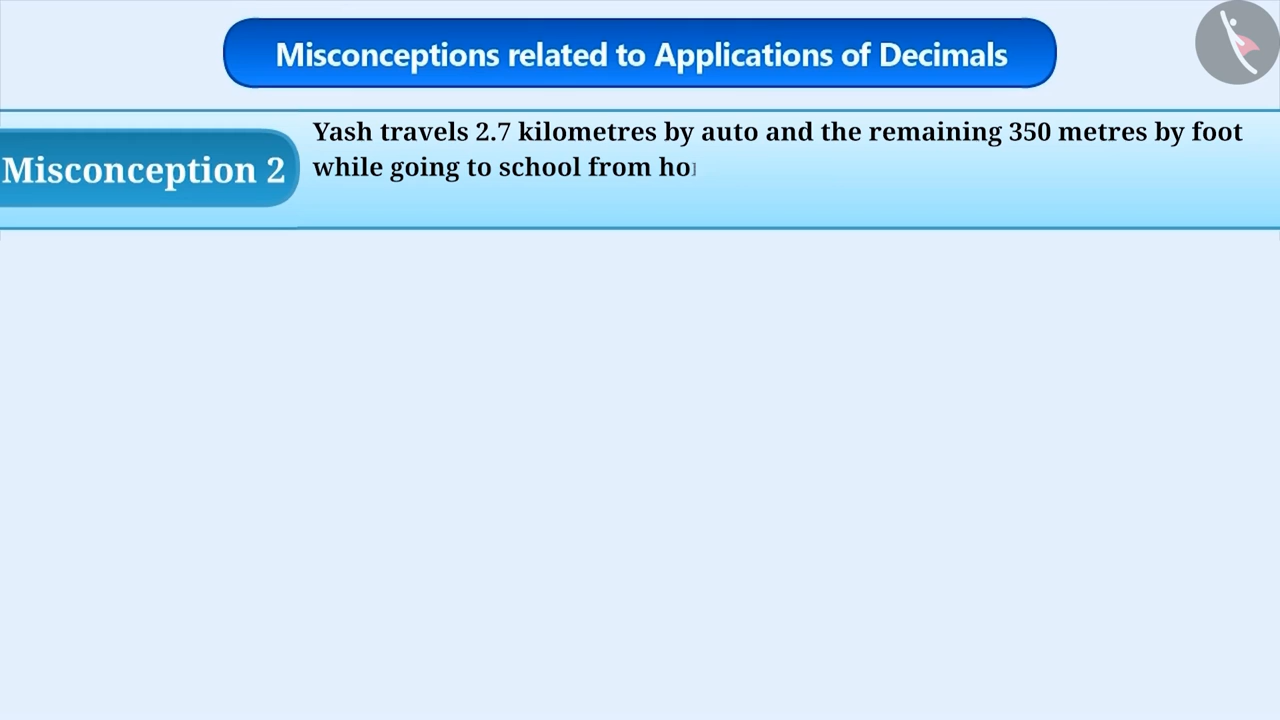 Misconceptions related to Applications of Decimals
Misconception 2
Yash travels 2.7 kilometres by auto and the remaining 350 metres by foot
while going to school from